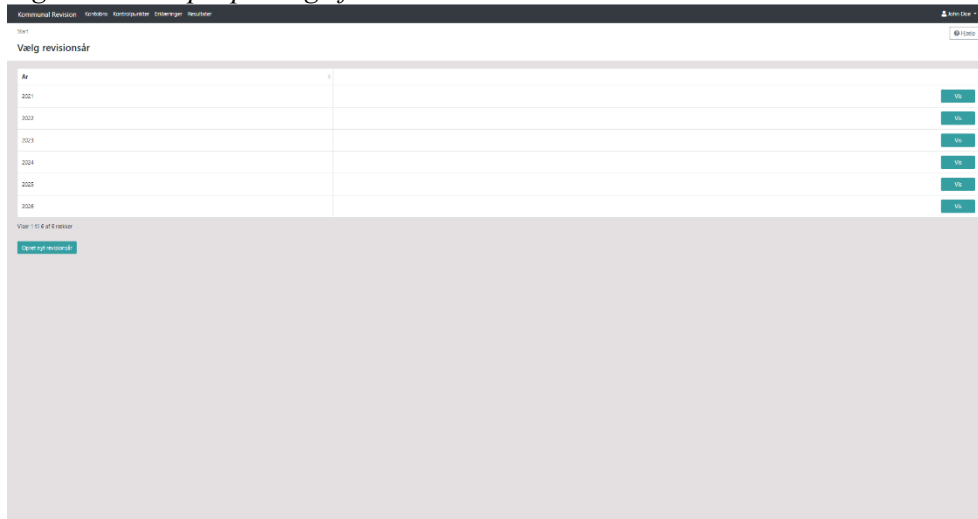 Kommunal Revision Kontobro Kontrolpunkter Erklæringer Resultater John Doe
Start
Hjælp
Vælg revisionsår
År
2021 Vis
2022 Vis
2023 Vis
2024 Vis
2025 Vis
2026 Vis
Viser 1 til 6 af 6 rækker
Opret nyt revisionsår